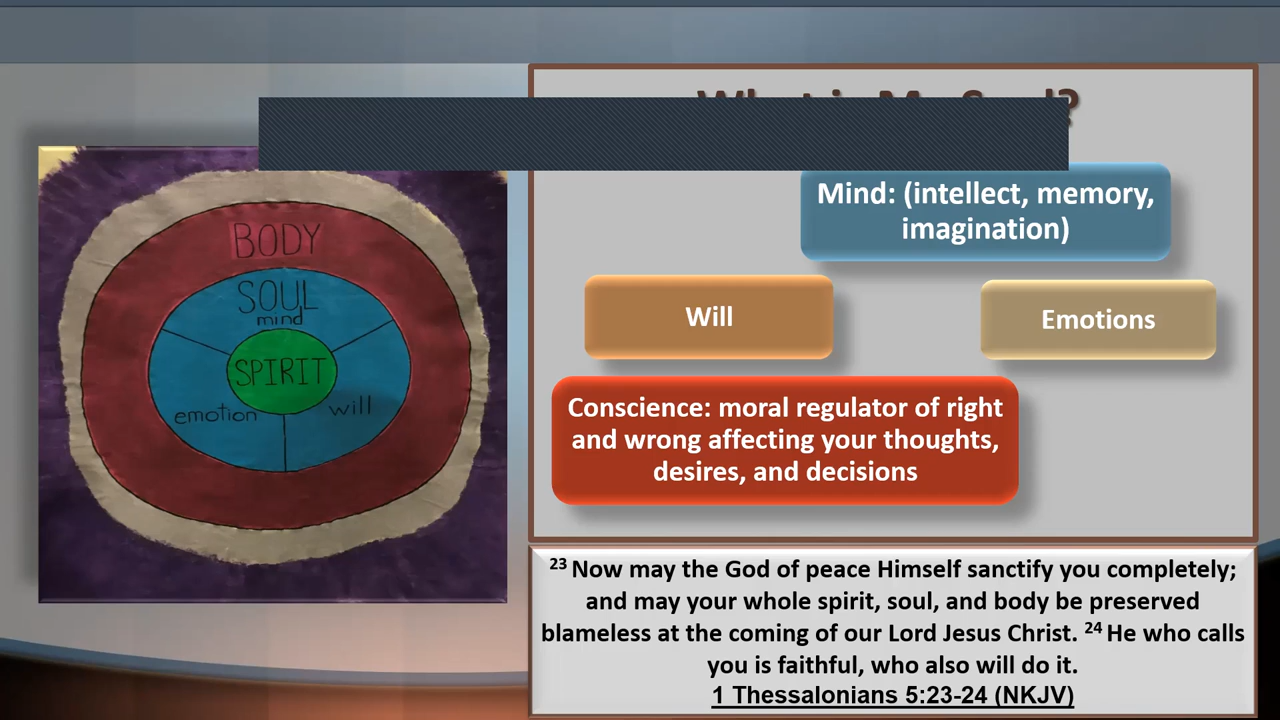 BODY
SOUL
mind
SPIRIT
emotion
will
Mind: (intellect, memory,
imagination)
Will
Emotions
Conscience: moral regulator of right
and wrong affecting your thoughts,
desires, and decisions
23 Now may the God of peace Himself sanctify you completely;
and may your whole spirit, soul, and body be preserved
blameless at the coming of our Lord Jesus Christ. 24 He who calls
you is faithful, who also will do it.
1 Thessalonians 5:23-24 (NKJV)